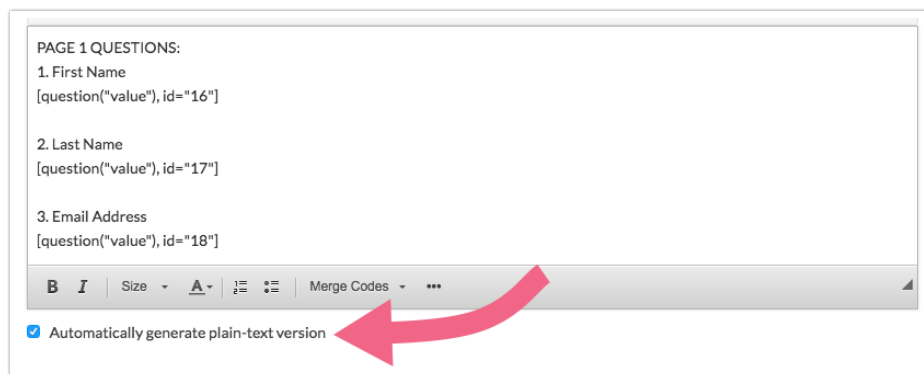 PAGE 1 QUESTIONS:
1. First Name
[question("value"), id="16"]
2. Last Name
[question("value"), id="17"]
3. Email Address
[question("value"), id="18"]
B I Size A Merge Codes •••
Automatically generate plain-text version